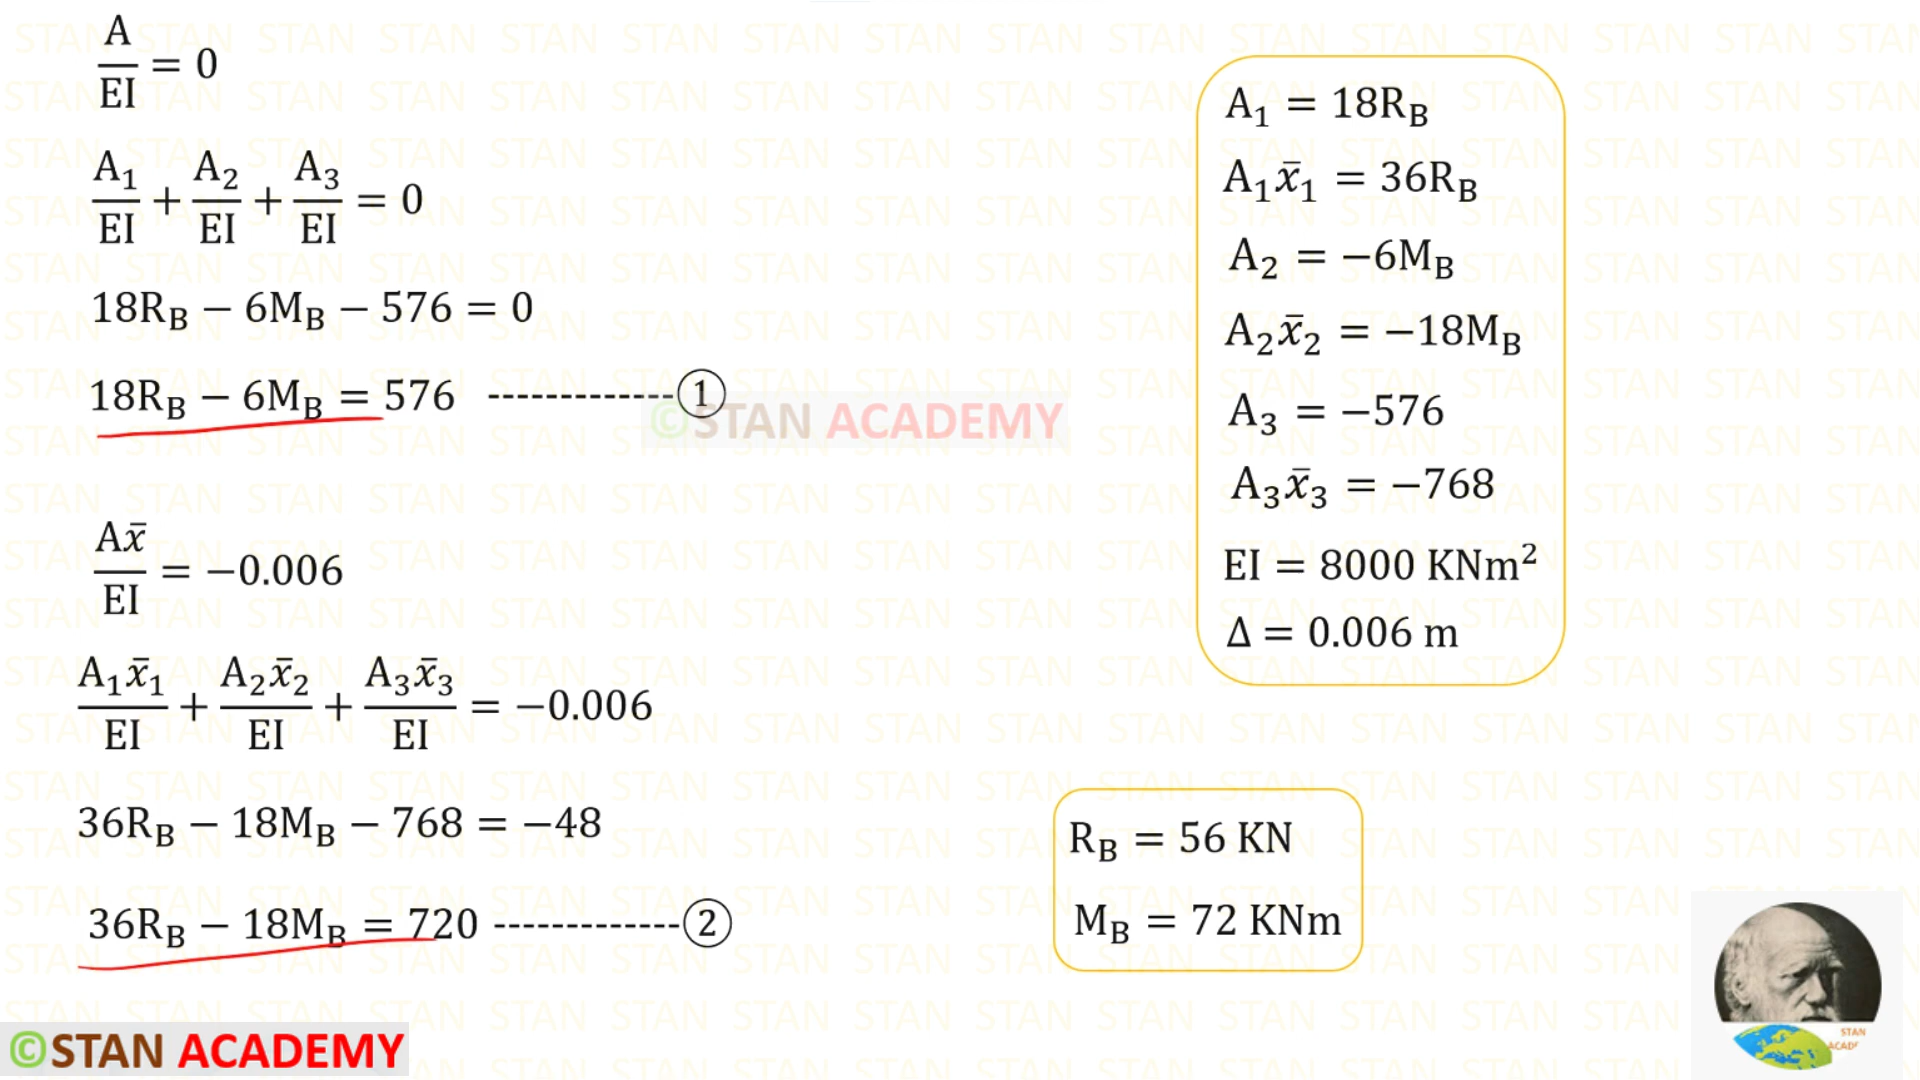 A/EI = 0
A₁/EI + A₂/EI + A₃/EI = 0
18R_B − 6M_B − 576 = 0
18R_B − 6M_B = 576 -------------①
Ax̄/EI = −0.006
A₁x̄₁/EI + A₂x̄₂/EI + A₃x̄₃/EI = −0.006
36R_B − 18M_B − 768 = −48
36R_B − 18M_B = 720 -------------②
A₁ = 18R_B
A₁x̄₁ = 36R_B
A₂ = −6M_B
A₂x̄₂ = −18M_B
A₃ = −576
A₃x̄₃ = −768
EI = 8000 KNm²
Δ = 0.006 m
R_B = 56 KN
M_B = 72 KNm
©STAN ACADEMY
©STAN ACADEMY
STAN